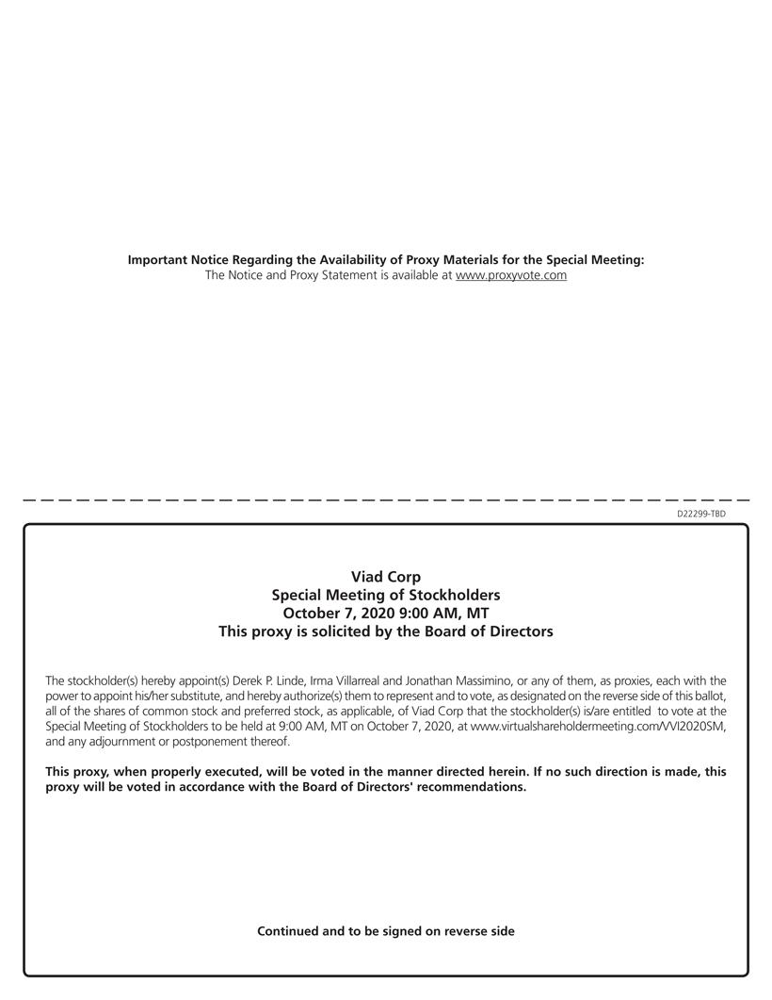 Important Notice Regarding the Availability of Proxy Materials for the Special Meeting:
The Notice and Proxy Statement is available at www.proxyvote.com
D22299-TBD
Viad Corp
Special Meeting of Stockholders
October 7, 2020 9:00 AM, MT
This proxy is solicited by the Board of Directors
The stockholder(s) hereby appoint(s) Derek P. Linde, Irma Villarreal and Jonathan Massimino, or any of them, as proxies, each with the
power to appoint his/her substitute, and hereby authorize(s) them to represent and to vote, as designated on the reverse side of this ballot,
all of the shares of common stock and preferred stock, as applicable, of Viad Corp that the stockholder(s) is/are entitled to vote at the
Special Meeting of Stockholders to be held at 9:00 AM, MT on October 7, 2020, at www.virtualshareholdermeeting.com/VVI2020SM,
and any adjournment or postponement thereof.
This proxy, when properly executed, will be voted in the manner directed herein. If no such direction is made, this
proxy will be voted in accordance with the Board of Directors' recommendations.
Continued and to be signed on reverse side